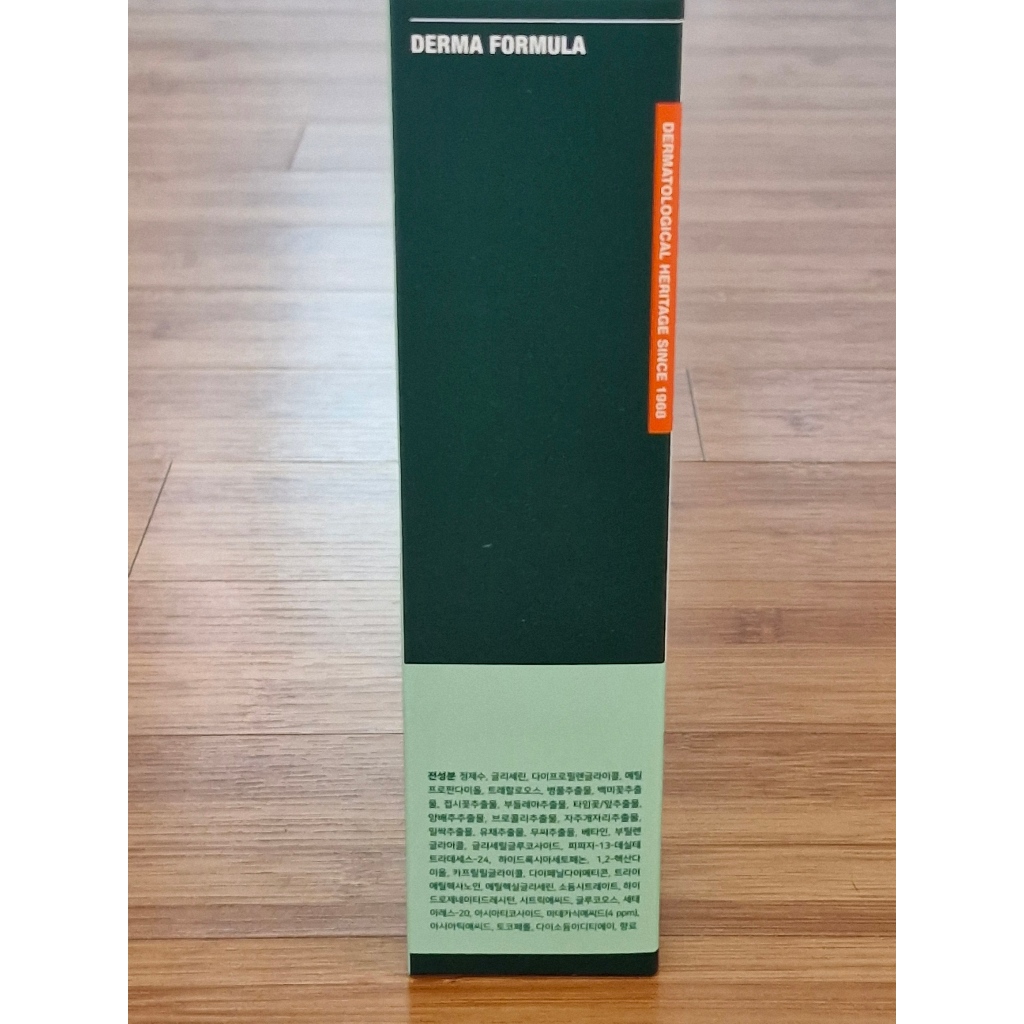 DERMA FORMULA
DERMATOLOGICAL HERITAGE SINCE 1908
전성분 정제수, 글리세린, 다이프로필렌글라이콜, 메틸
프로판다이올, 트레할로오스, 병풀추출물, 백미꽃추출
물, 접시꽃추출물, 부들레야추출물, 타임꽃/잎추출물,
양배추추출물, 브로콜리추출물, 자주개자리추출물,
밀싹추출물, 유채추출물, 무씨추출물, 베타인, 부틸렌
글라이콜, 글리세릴글루코사이드, 피피지-13-데실테
트라데세스-24, 하이드록시아세토페논, 1,2-헥산다
이올, 카프릴릴글라이콜, 다이페닐다이메티콘, 트라이
에틸헥사노인, 에틸헥실글리세린, 소듐시트레이트, 하이
드로제네이티드레시틴, 시트릭애씨드, 글루코오스, 세테
아레스-20, 아시아티코사이드, 마데카식애씨드(4 ppm),
아시아틱애씨드, 토코페롤, 다이소듐이디티에이, 향료